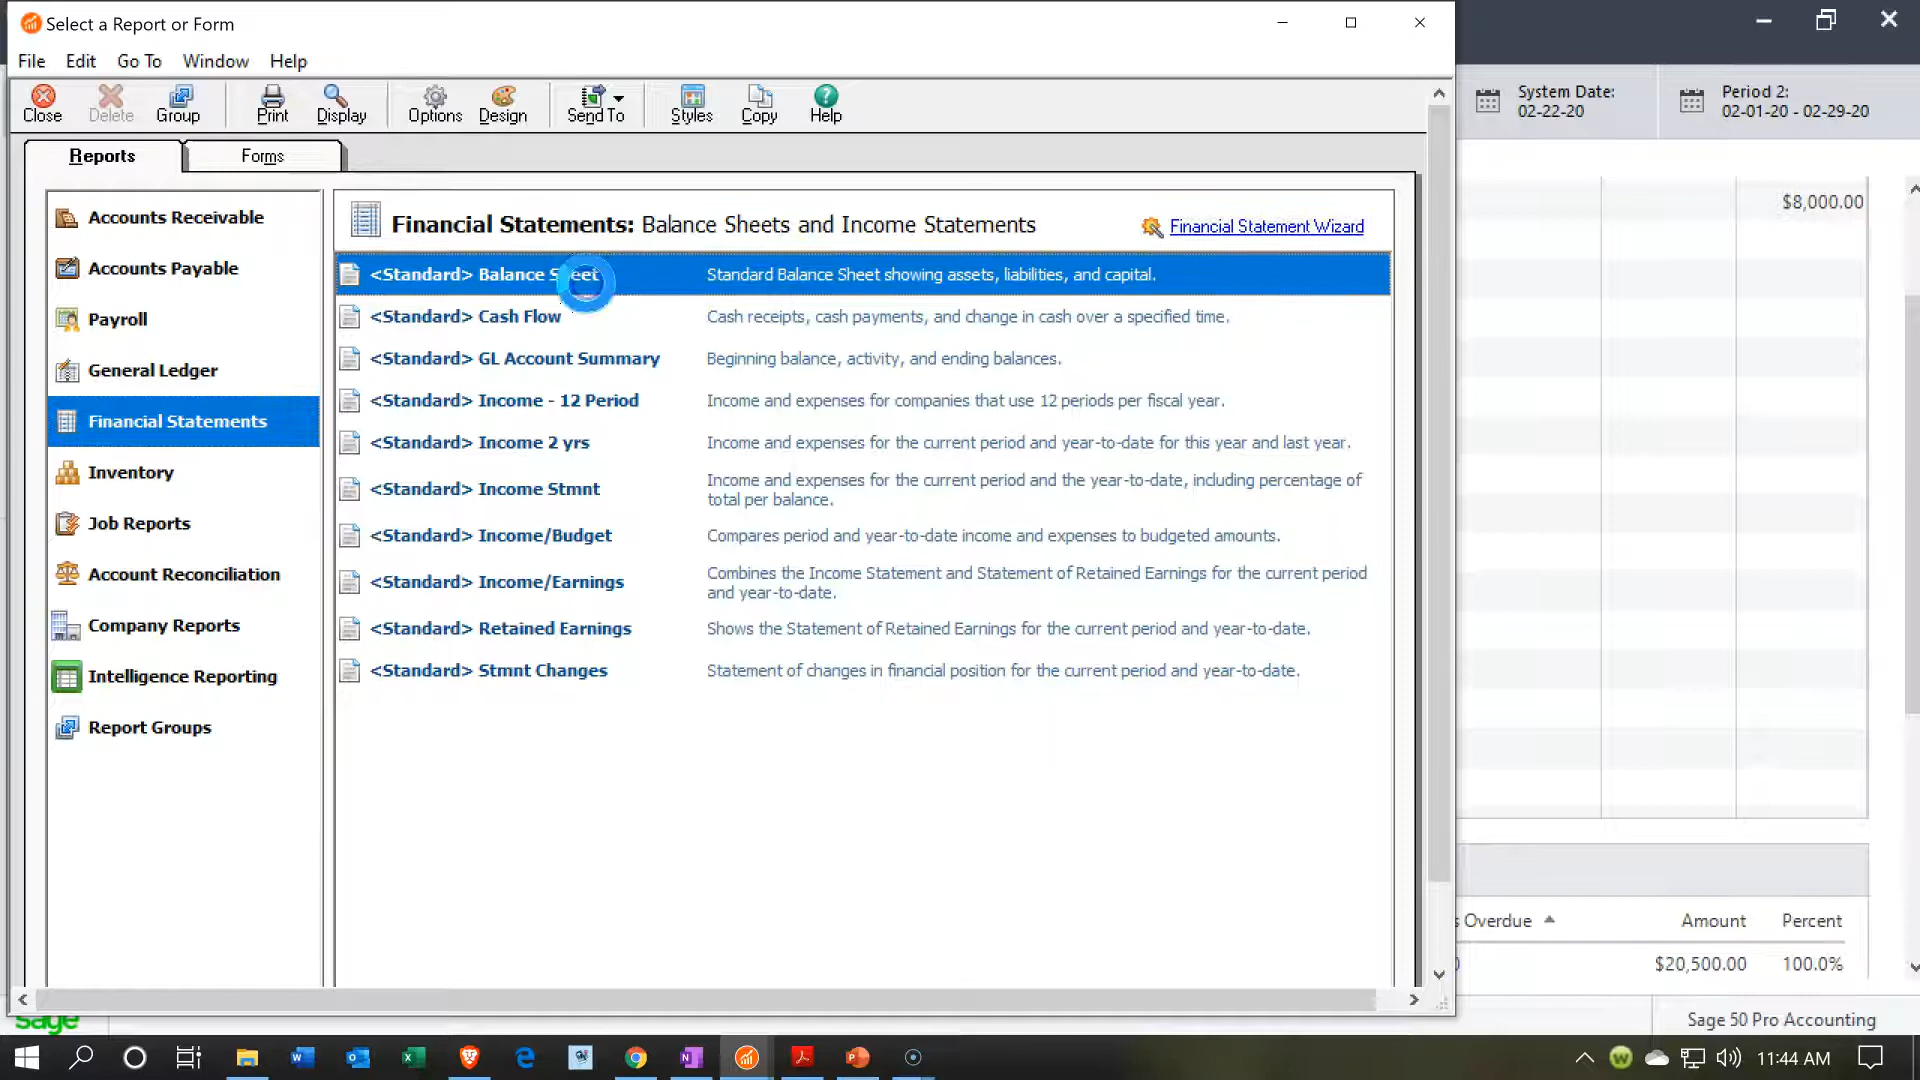 Select a Report or Form
File Edit Go To Window Help
Close Delete Group Print Display Options Design Send To Styles Copy Help
System Date:
02-22-20
Period 2:
02-01-20 - 02-29-20
Reports Forms
Accounts Receivable
Accounts Payable
Payroll
General Ledger
Financial Statements
Inventory
Job Reports
Account Reconciliation
Company Reports
Intelligence Reporting
Report Groups
Financial Statements: Balance Sheets and Income Statements
Financial Statement Wizard
<Standard> Balance Sheet Standard Balance Sheet showing assets, liabilities, and capital.
<Standard> Cash Flow Cash receipts, cash payments, and change in cash over a specified time.
<Standard> GL Account Summary Beginning balance, activity, and ending balances.
<Standard> Income - 12 Period Income and expenses for companies that use 12 periods per fiscal year.
<Standard> Income 2 yrs Income and expenses for the current period and year-to-date for this year and last year.
<Standard> Income Stmnt Income and expenses for the current period and the year-to-date, including percentage of
total per balance.
<Standard> Income/Budget Compares period and year-to-date income and expenses to budgeted amounts.
<Standard> Income/Earnings Combines the Income Statement and Statement of Retained Earnings for the current period
and year-to-date.
<Standard> Retained Earnings Shows the Statement of Retained Earnings for the current period and year-to-date.
<Standard> Stmnt Changes Statement of changes in financial position for the current period and year-to-date.
$8,000.00
Overdue Amount Percent
$20,500.00 100.0%
sage
Sage 50 Pro Accounting
11:44 AM